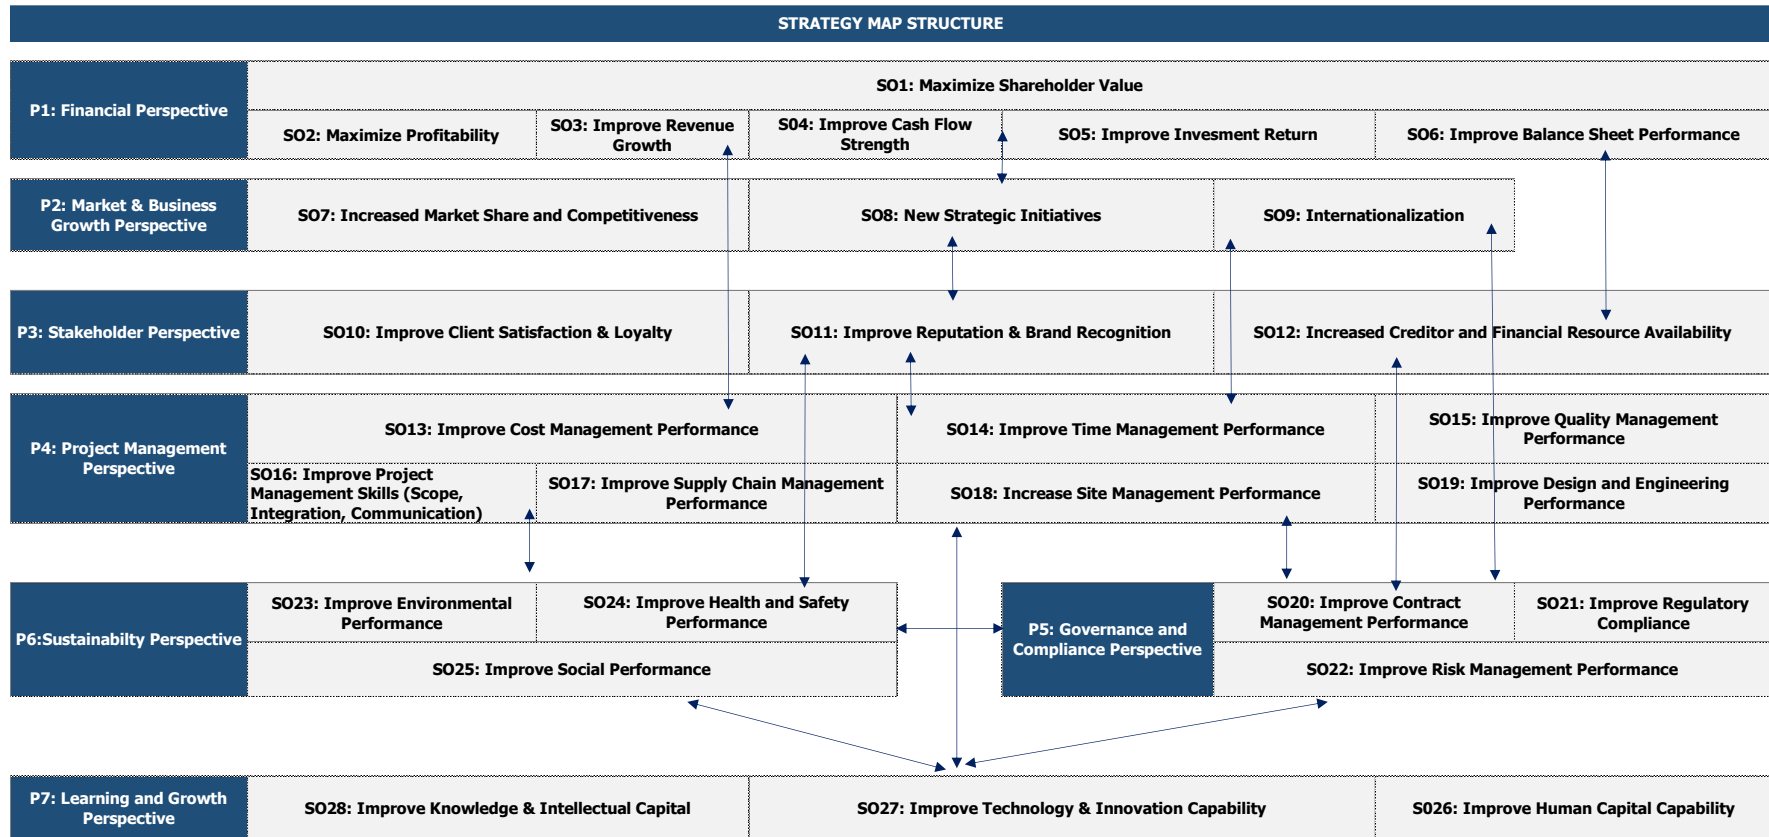 STRATEGY MAP STRUCTURE
P1: Financial Perspective
SO1: Maximize Shareholder Value
SO2: Maximize Profitability
SO3: Improve Revenue
Growth
S04: Improve Cash Flow
Strength
SO5: Improve Invesment Return
SO6: Improve Balance Sheet Performance
P2: Market & Business
Growth Perspective
SO7: Increased Market Share and Competitiveness
SO8: New Strategic Initiatives
SO9: Internationalization
P3: Stakeholder Perspective
SO10: Improve Client Satisfaction & Loyalty
SO11: Improve Reputation & Brand Recognition
SO12: Increased Creditor and Financial Resource Availability
P4: Project Management
Perspective
SO13: Improve Cost Management Performance
SO14: Improve Time Management Performance
SO15: Improve Quality Management
Performance
SO16: Improve Project
Management Skills (Scope,
Integration, Communication)
SO17: Improve Supply Chain Management
Performance
SO18: Increase Site Management Performance
SO19: Improve Design and Engineering
Performance
P6:Sustainabilty Perspective
SO23: Improve Environmental
Performance
SO24: Improve Health and Safety
Performance
SO25: Improve Social Performance
P5: Governance and
Compliance Perspective
SO20: Improve Contract
Management Performance
SO21: Improve Regulatory
Compliance
SO22: Improve Risk Management Performance
P7: Learning and Growth
Perspective
SO28: Improve Knowledge & Intellectual Capital
SO27: Improve Technology & Innovation Capability
S026: Improve Human Capital Capability